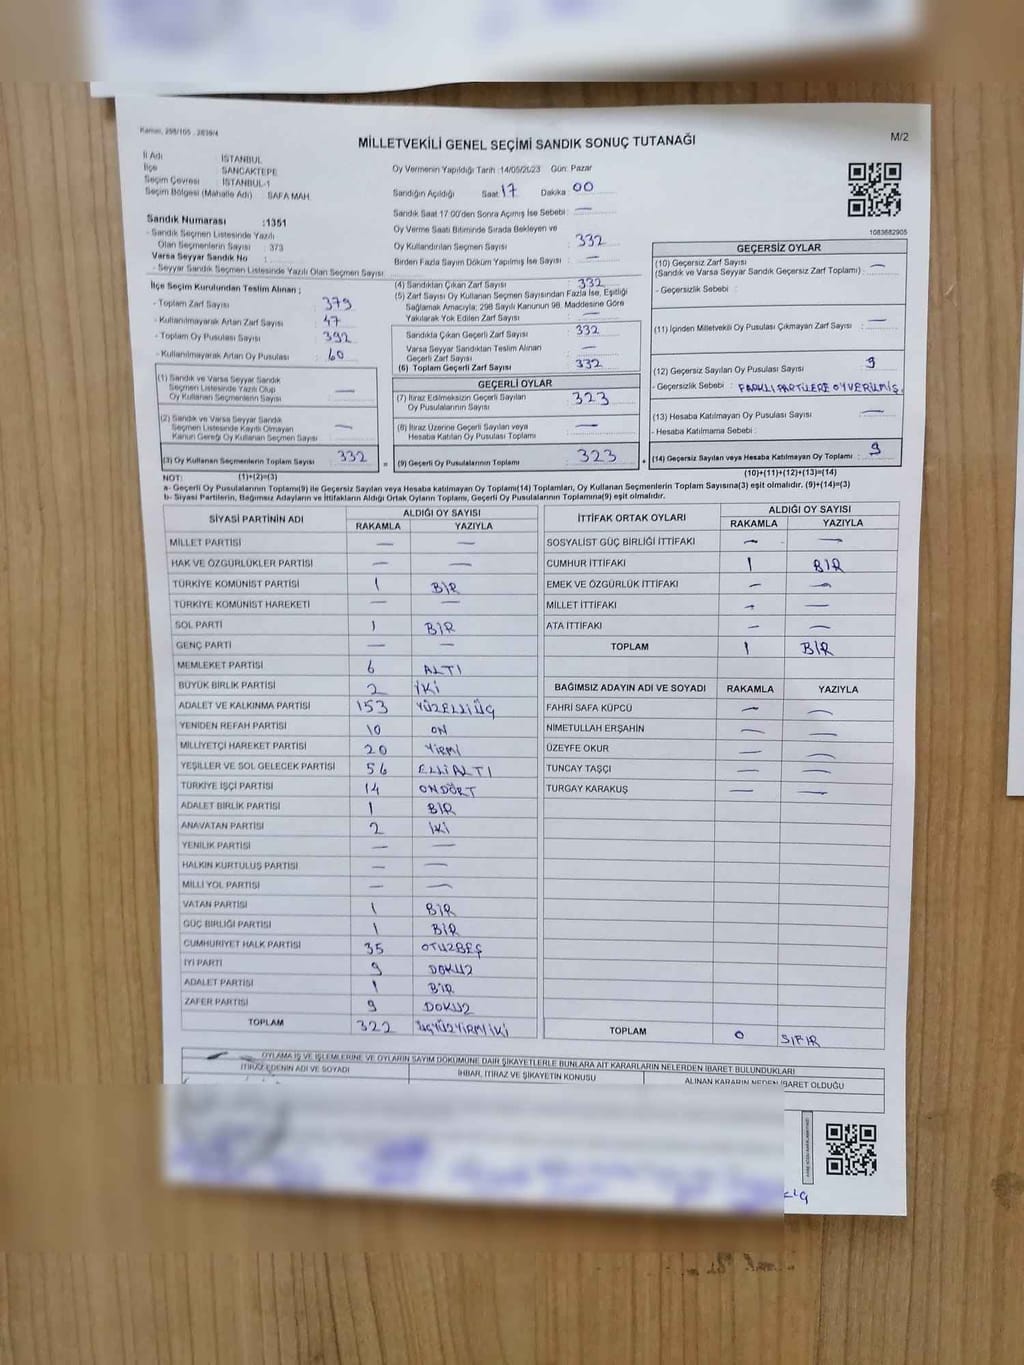 Kanun, 298/105 , 2839/4
MİLLETVEKİLİ GENEL SEÇİMİ SANDIK SONUÇ TUTANAĞI
M/2
İl Adı İSTANBUL
İlçe SANCAKTEPE
Seçim Çevresi İSTANBUL-1
Seçim Bölgesi (Mahalle Adı) SAFA MAH
Oy Vermenin Yapıldığı Tarih :14/05/2023 Gün: Pazar
Sandığın Açıldığı Saat 17 Dakika 00
Sandık Saat 17.00'den Sonra Açımış İse Sebebi : —
Sandık Numarası :1351
- Sandık Seçmen Listesinde Yazılı
Olan Seçmenlerin Sayısı : 373
Varsa Seyyar Sandık No :
- Seyyar Sandık Seçmen Listesinde Yazılı Olan Seçmen Sayısı
Oy Verme Saati Bitiminde Sırada Bekleyen ve
Oy Kullandırılan Seçmen Sayısı 332
Birden Fazla Sayım Döküm Yapılmış İse Sayısı : —
1083682905
İlçe Seçim Kurulundan Teslim Alınan ;
- Toplam Zarf Sayısı : 379
- Kullanılmayarak Artan Zarf Sayısı : 47
- Toplam Oy Pusulası Sayısı : 392
- Kullanılmayarak Artan Oy Pusulası : 60
(4) Sandıktan Çıkan Zarf Sayısı : 332
(5) Zarf Sayısı Oy Kullanan Seçmen Sayısından Fazla İse, Eşitliği
Sağlamak Amacıyla; 298 Sayılı Kanunun 98. Maddesine Göre
Yakılarak Yok Edilen Zarf Sayısı : —
Sandıkta Çıkan Geçerli Zarf Sayısı : 332
Varsa Seyyar Sandıktan Teslim Alınan
Geçerli Zarf Sayısı : —
(6) Toplam Geçerli Zarf Sayısı : 332
GEÇERSİZ OYLAR
(10) Geçersiz Zarf Sayısı : —
(Sandık ve Varsa Seyyar Sandık Geçersiz Zarf Toplamı)
- Geçersizlik Sebebi :
(11) İçinden Milletvekili Oy Pusulası Çıkmayan Zarf Sayısı : —
(12) Geçersiz Sayılan Oy Pusulası Sayısı : 9
- Geçersizlik Sebebi : FARKLI PARTİLERE OY VERİLMİŞ.
(13) Hesaba Katılmayan Oy Pusulası Sayısı : —
- Hesaba Katılmama Sebebi :
(14) Geçersiz Sayılan veya Hesaba Katılmayan Oy Toplamı : 9
(1) Sandık ve Varsa Seyyar Sandık
Seçmen Listesinde Yazılı Olup
Oy Kullanan Seçmenlerin Sayısı : —
(2) Sandık ve Varsa Seyyar Sandık
Seçmen Listesinde Kayıtlı Olmayan
Kanun Gereği Oy Kullanan Seçmen Sayısı : —
(3) Oy Kullanan Seçmenlerin Toplam Sayısı : 332
GEÇERLİ OYLAR
(7) İtiraz Edilmeksizin Geçerli Sayılan
Oy Pusulalarının Sayısı : 323
(8) İtiraz Üzerine Geçerli Sayılan veya
Hesaba Katılan Oy Pusulası Toplamı : —
= (9) Geçerli Oy Pusulalarının Toplamı : 323 +
NOT: (1)+(2)=(3)
(10)+(11)+(12)+(13)=(14)
a- Geçerli Oy Pusulasının Toplamı(9) ile Geçersiz Sayılan veya Hesaba katılmayan Oy Toplamı(14) Toplamları, Oy Kullanan Seçmenlerin Toplam Sayısına(3) eşit olmalıdır. (9)+(14)=(3)
b- Siyasi Partilerin, Bağımsız Adayların ve İttifakların Aldığı Ortak Oyların Toplamı, Geçerli Oy Pusulalarının Toplamına(9) eşit olmalıdır.
SİYASİ PARTİNİN ADI ALDIĞI OY SAYISI
RAKAMLA YAZIYLA
MİLLET PARTİSİ — —
HAK VE ÖZGÜRLÜKLER PARTİSİ — —
TÜRKİYE KOMÜNİST PARTİSİ 1 BİR
TÜRKİYE KOMÜNİST HAREKETİ — —
SOL PARTİ 1 BİR
GENÇ PARTİ — —
MEMLEKET PARTİSİ 6 ALTI
BÜYÜK BİRLİK PARTİSİ 2 İKİ
ADALET VE KALKINMA PARTİSİ 153 YÜZELLİÜÇ
YENİDEN REFAH PARTİSİ 10 ON
MİLLİYETÇİ HAREKET PARTİSİ 20 YİRMİ
YEŞİLLER VE SOL GELECEK PARTİSİ 56 ELLİALTI
TÜRKİYE İŞÇİ PARTİSİ 14 ONDÖRT
ADALET BİRLİK PARTİSİ 1 BİR
ANAVATAN PARTİSİ 2 İKİ
YENİLİK PARTİSİ — —
HALKIN KURTULUŞ PARTİSİ — —
MİLLİ YOL PARTİSİ — —
VATAN PARTİSİ 1 BİR
GÜÇ BİRLİĞİ PARTİSİ 1 BİR
CUMHURİYET HALK PARTİSİ 35 OTUZBEŞ
İYİ PARTİ 9 DOKUZ
ADALET PARTİSİ 1 BİR
ZAFER PARTİSİ 9 DOKUZ
TOPLAM 322 ÜÇYÜZYİRMİİKİ
İTTİFAK ORTAK OYLARI ALDIĞI OY SAYISI
RAKAMLA YAZIYLA
SOSYALİST GÜÇ BİRLİĞİ İTTİFAKI — —
CUMHUR İTTİFAKI 1 BİR
EMEK VE ÖZGÜRLÜK İTTİFAKI — —
MİLLET İTTİFAKI — —
ATA İTTİFAKI — —
TOPLAM 1 BİR
BAĞIMSIZ ADAYIN ADI VE SOYADI RAKAMLA YAZIYLA
FAHRİ SAFA KÜPCÜ — —
NİMETULLAH ERŞAHİN — —
ÜZEYFE OKUR — —
TUNCAY TAŞÇI — —
TURGAY KARAKUŞ — —
TOPLAM 0 SIFIR
OYLAMA İŞ VE İŞLEMLERİNE VE OYLARIN SAYIM DÖKÜMÜNE DAİR ŞİKAYETLERLE BUNLARA AİT KARARLARIN NELERDEN İBARET BULUNDUKLARI
İTİRAZ EDENİN ADI VE SOYADI İHBAR, İTİRAZ VE ŞİKAYETİN KONUSU ALINAN KARARIN NEDEN İBARET OLDUĞU